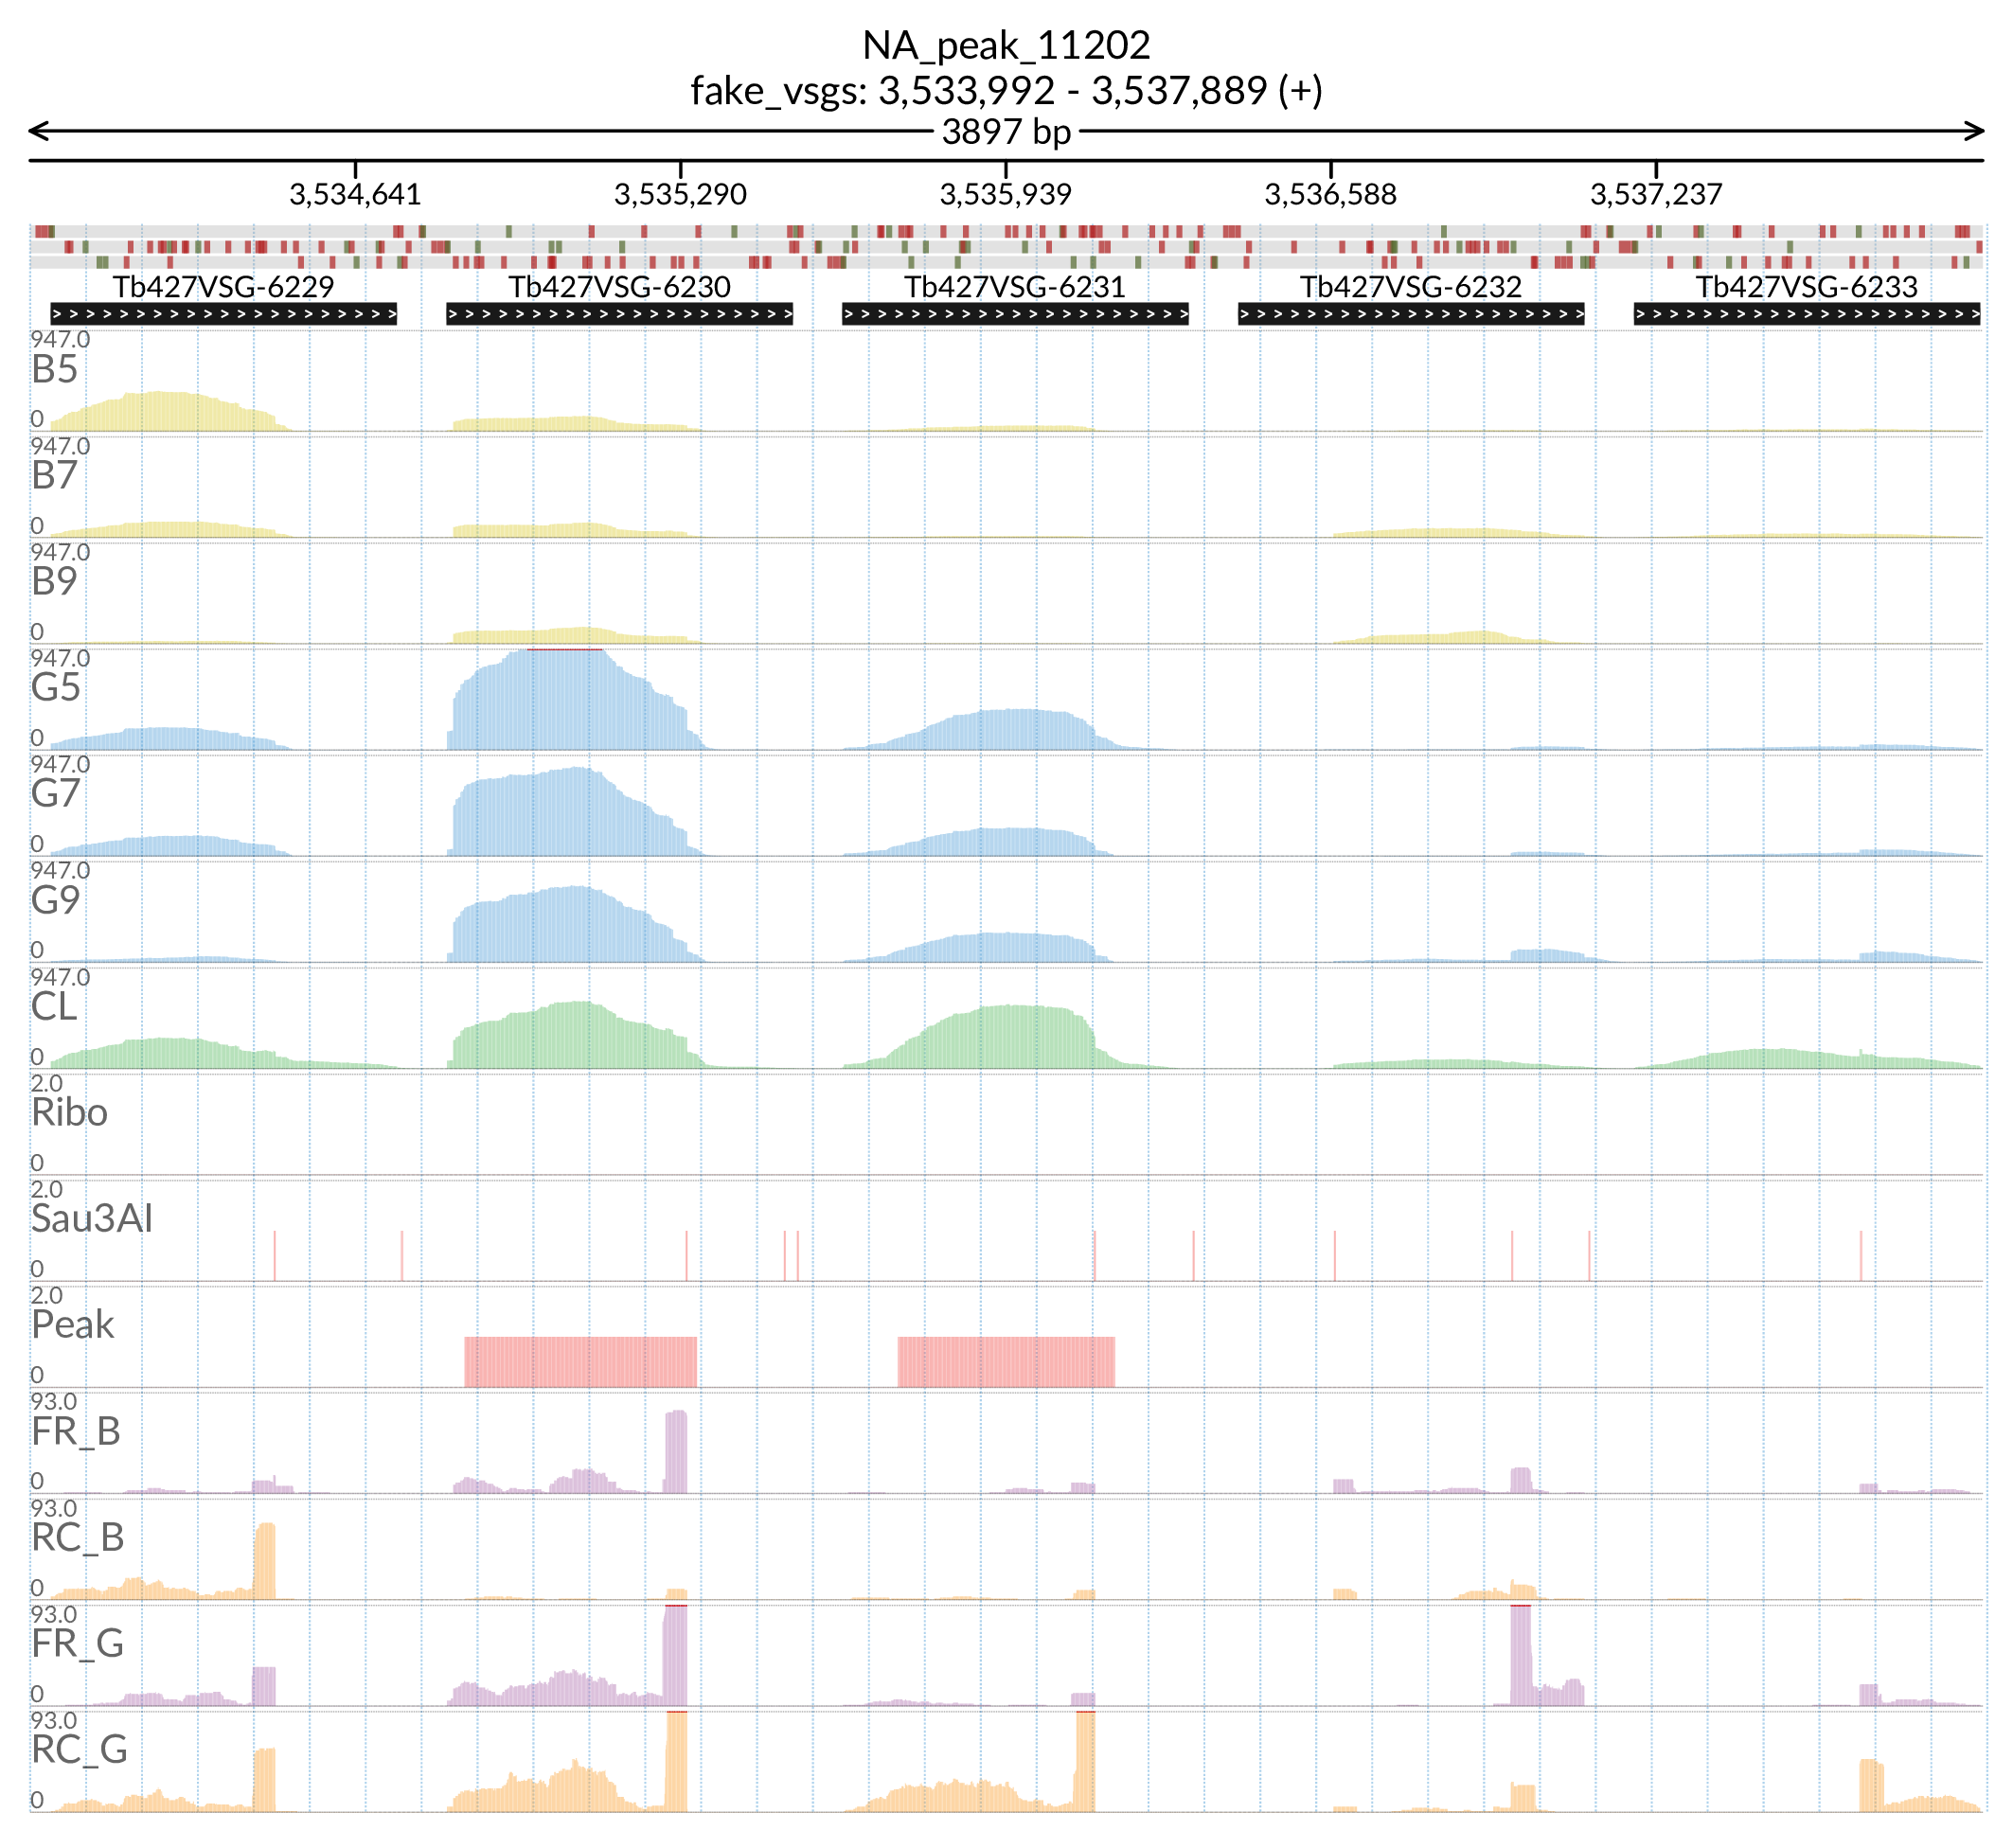 NA_peak_11202
fake_vsgs: 3,533,992 - 3,537,889 (+)
3897 bp
3,534,641 3,535,290 3,535,939 3,536,588 3,537,237
Tb427VSG-6229 Tb427VSG-6230 Tb427VSG-6231 Tb427VSG-6232 Tb427VSG-6233
947.0
B5
0
947.0
B7
0
947.0
B9
0
947.0
G5
0
947.0
G7
0
947.0
G9
0
947.0
CL
0
2.0
Ribo
0
2.0
Sau3AI
0
2.0
Peak
0
93.0
FR_B
0
93.0
RC_B
0
93.0
FR_G
0
93.0
RC_G
0